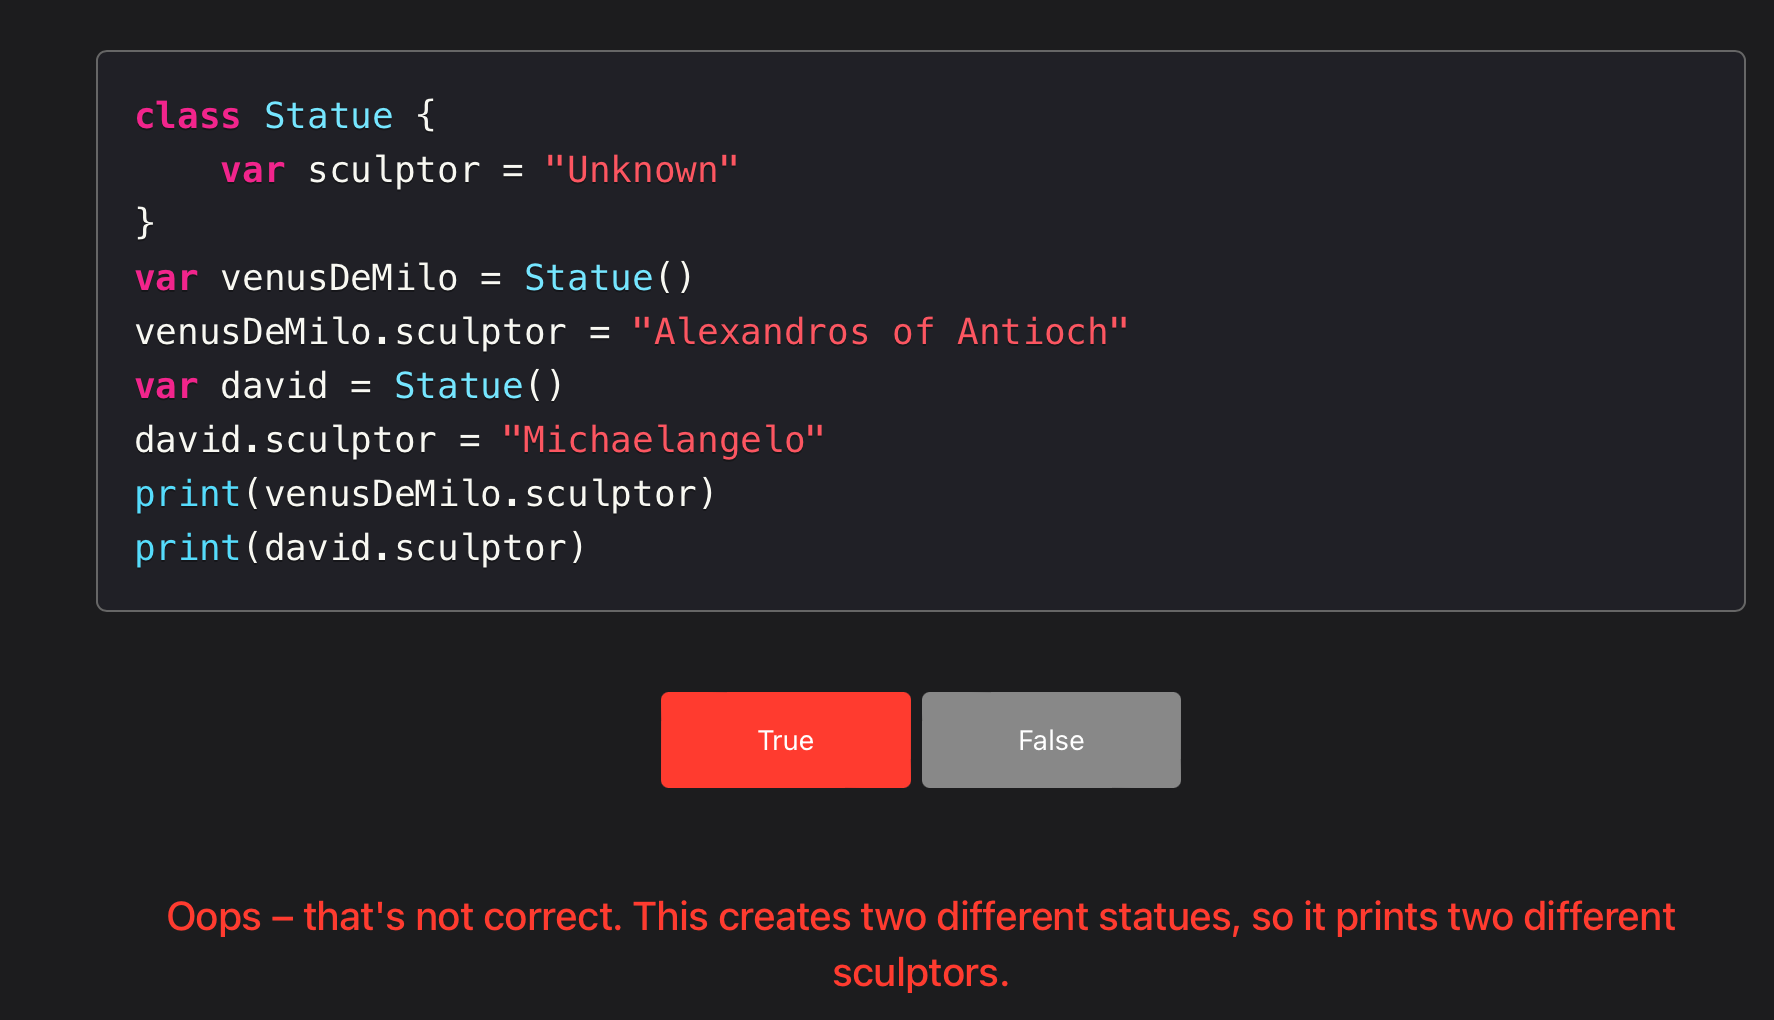 class Statue {
    var sculptor = "Unknown"
}
var venusDeMilo = Statue()
venusDeMilo.sculptor = "Alexandros of Antioch"
var david = Statue()
david.sculptor = "Michaelangelo"
print(venusDeMilo.sculptor)
print(david.sculptor)
True False
Oops – that's not correct. This creates two different statues, so it prints two different
sculptors.